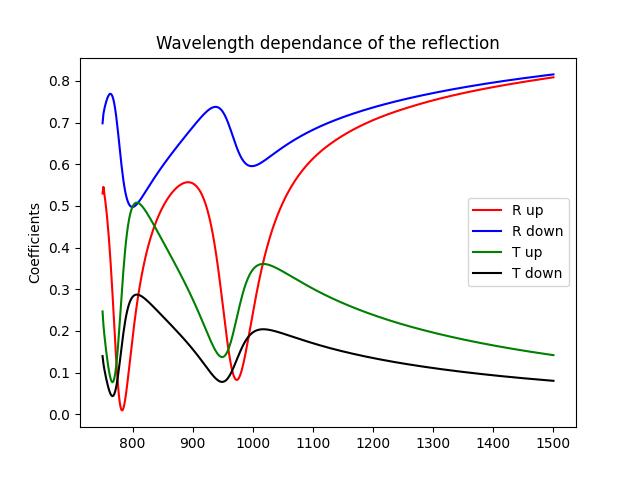 Wavelength dependance of the reflection
Coefficients
0.8
0.7
0.6
0.5
0.4
0.3
0.2
0.1
0.0
R up
R down
T up
T down
800 900 1000 1100 1200 1300 1400 1500